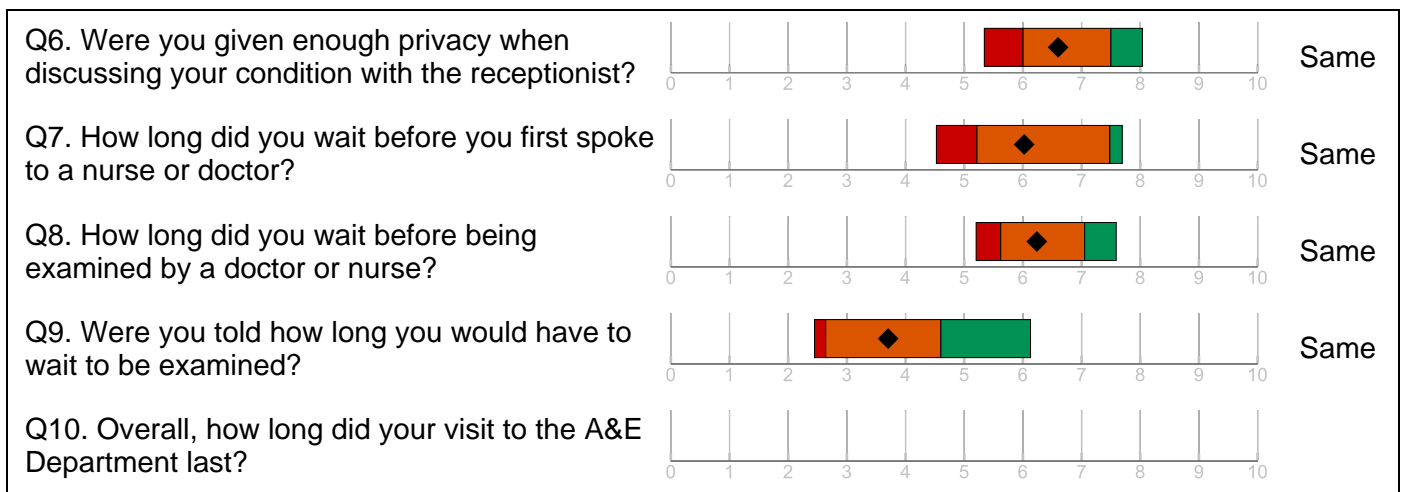 Q6. Were you given enough privacy when
discussing your condition with the receptionist?
Same
0 1 2 3 4 5 6 7 8 9 10
Q7. How long did you wait before you first spoke
to a nurse or doctor?
Same
0 1 2 3 4 5 6 7 8 9 10
Q8. How long did you wait before being
examined by a doctor or nurse?
Same
0 1 2 3 4 5 6 7 8 9 10
Q9. Were you told how long you would have to
wait to be examined?
Same
0 1 2 3 4 5 6 7 8 9 10
Q10. Overall, how long did your visit to the A&E
Department last?
0 1 2 3 4 5 6 7 8 9 10